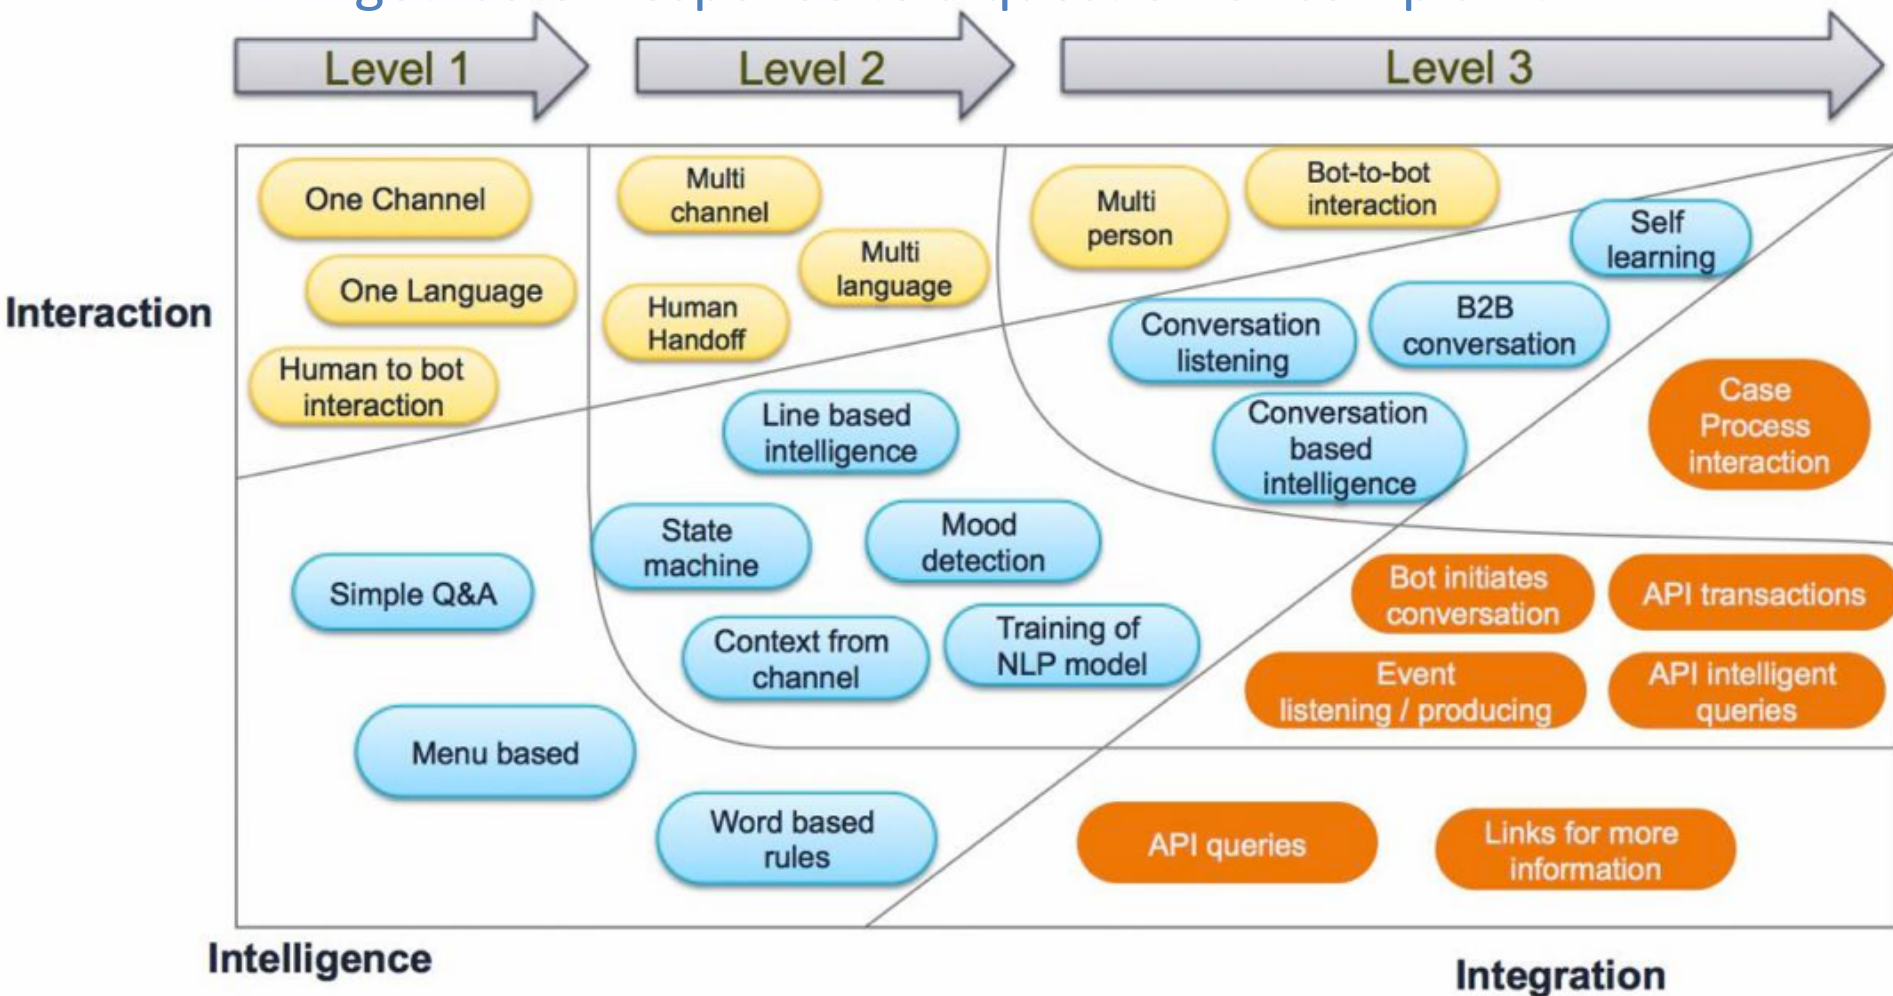 Level 1
Level 2
Level 3
One Channel
One Language
Human to bot
interaction
Multi
channel
Multi
language
Human
Handoff
Multi
person
Bot-to-bot
interaction
Interaction
Self
learning
Conversation
listening
B2B
conversation
Conversation
based
intelligence
Case
Process
interaction
Line based
intelligence
State
machine
Mood
detection
Context from
channel
Training of
NLP model
Simple Q&A
Menu based
Word based
rules
Bot initiates
conversation
API transactions
Event
listening / producing
API intelligent
queries
API queries
Links for more
information
Intelligence
Integration